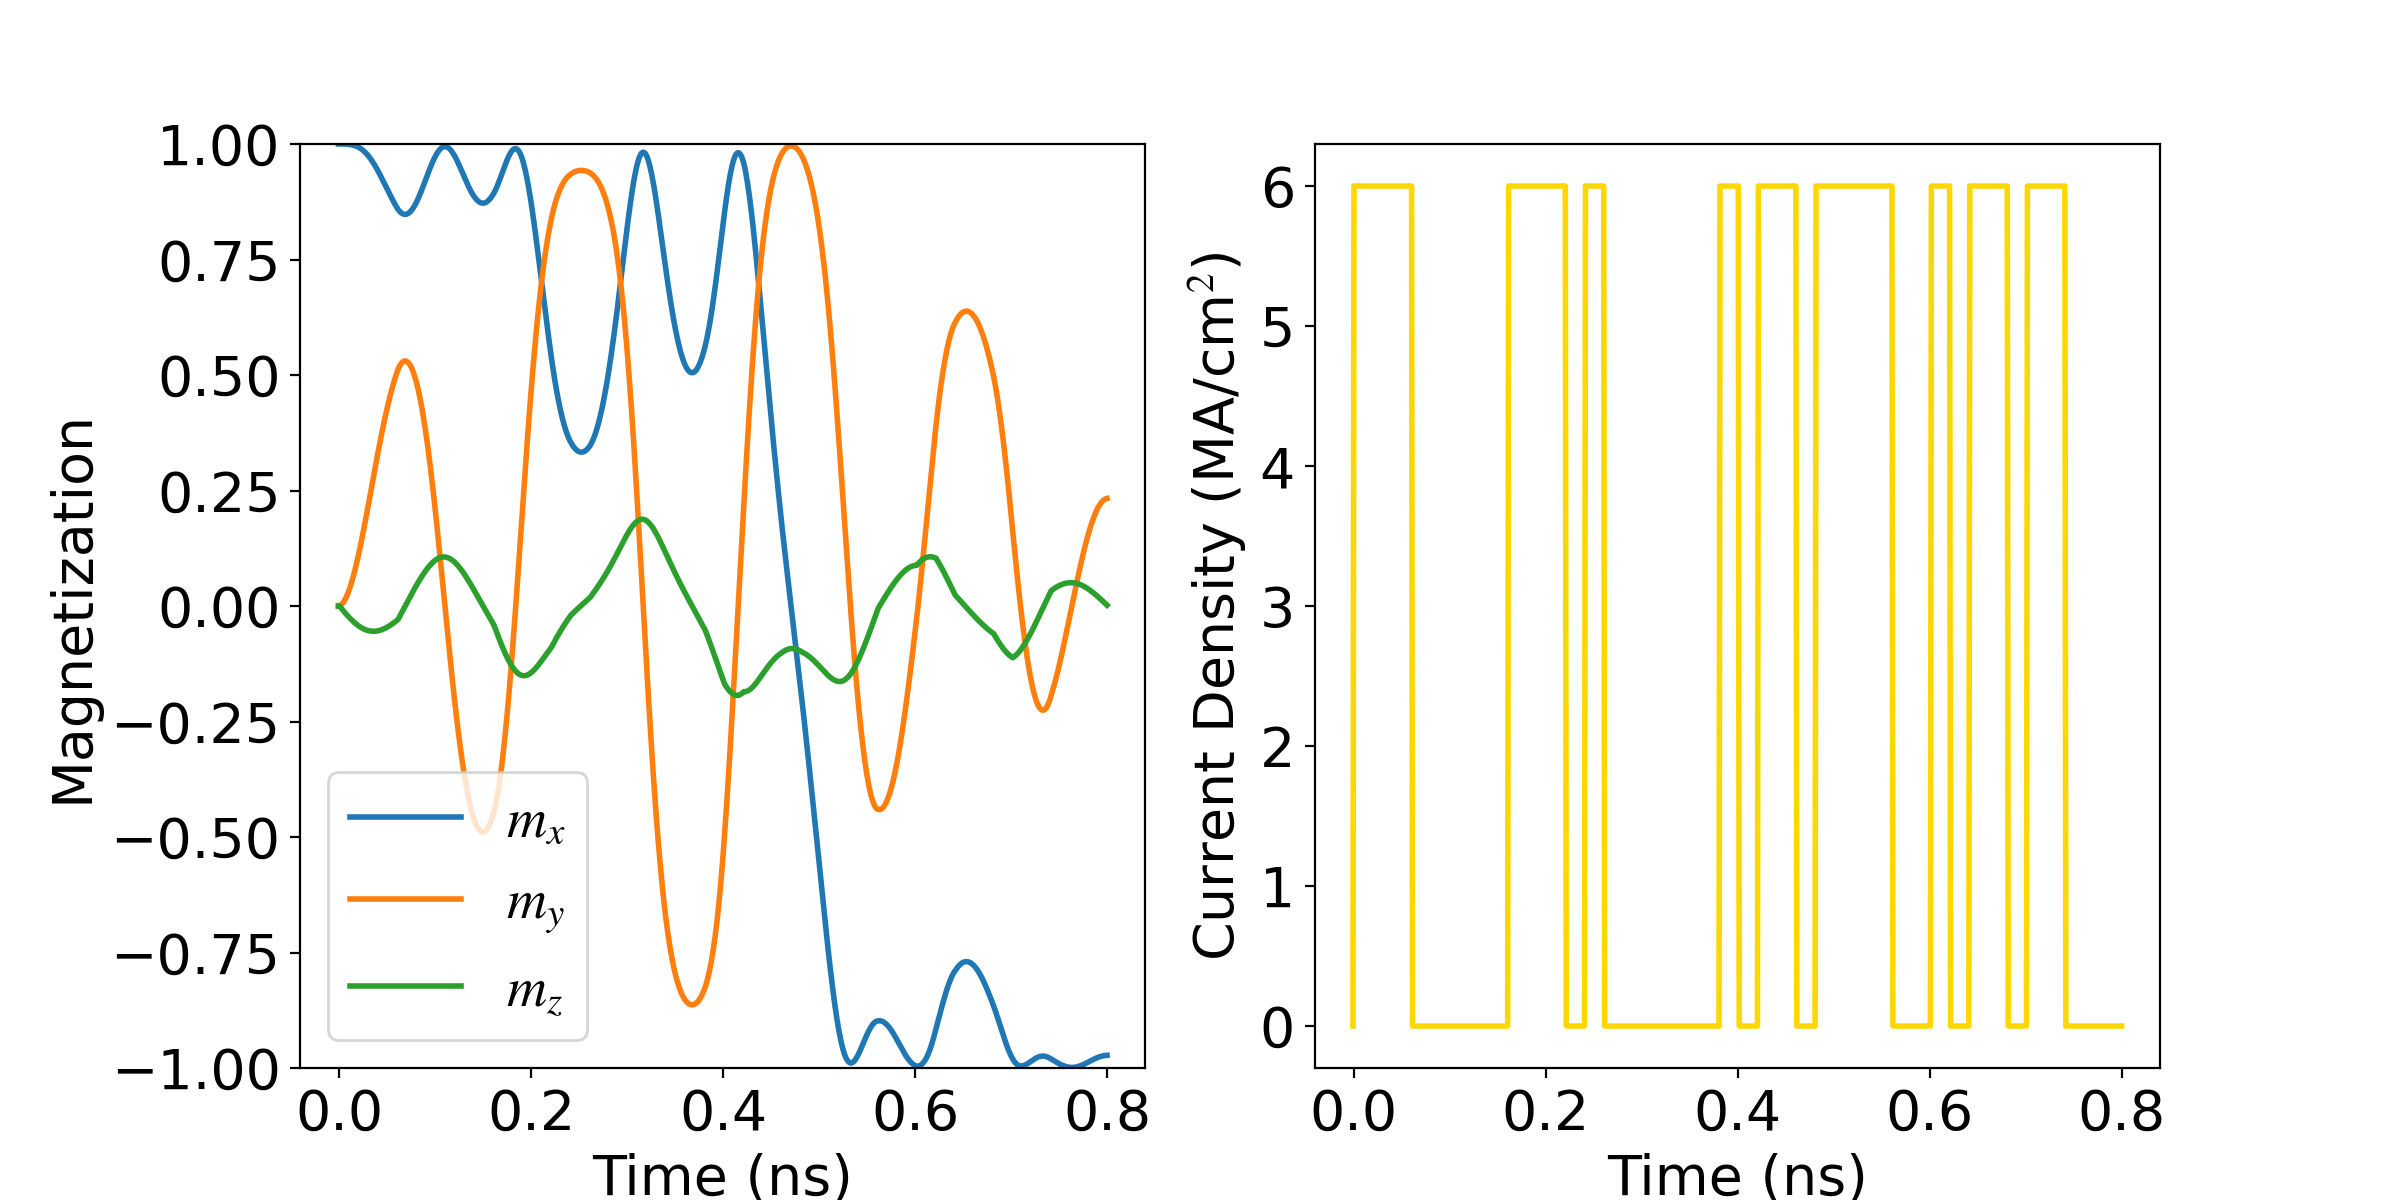 Magnetization
1.00
0.75
0.50
0.25
0.00
−0.25
−0.50
−0.75
−1.00
m_x
m_y
m_z
0.0 0.2 0.4 0.6 0.8
Time (ns)
Current Density (MA/cm²)
6
5
4
3
2
1
0
0.0 0.2 0.4 0.6 0.8
Time (ns)